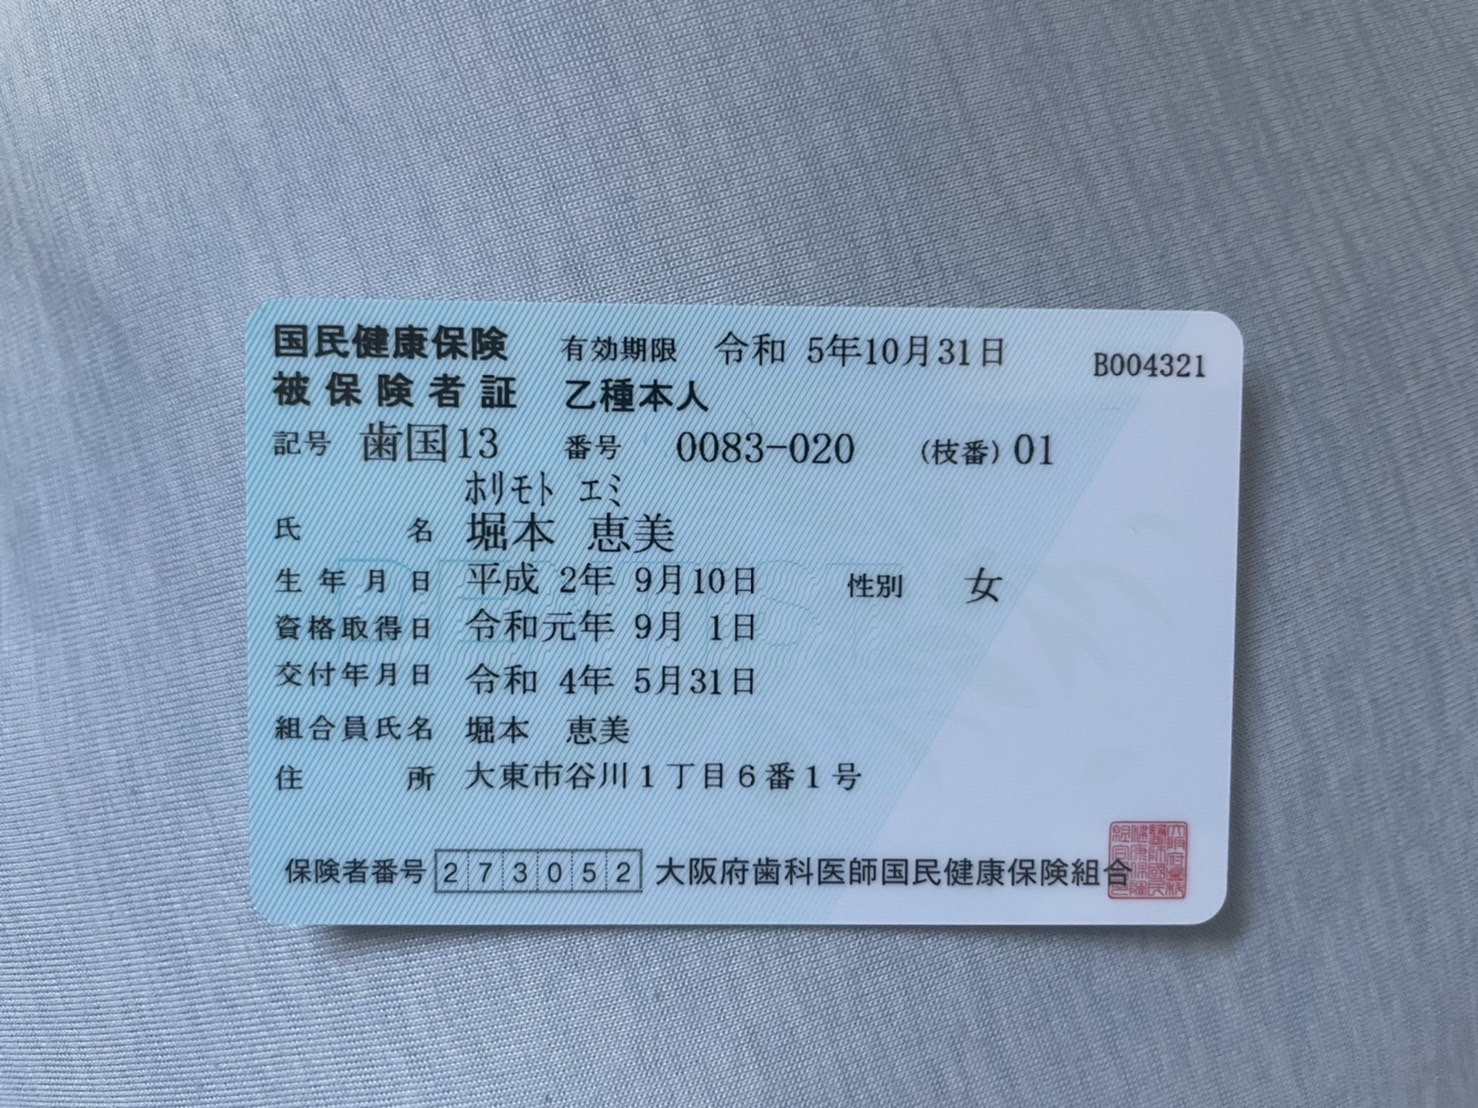 国民健康保険 有効期限 令和 5年10月31日 B004321
被保険者証 乙種本人
記号 歯国13 番号 0083-020 (枝番) 01
ホリモト エミ
氏名 堀本 恵美
生年月日 平成 2年 9月10日 性別 女
資格取得日 令和元年 9月 1日
交付年月日 令和 4年 5月31日
組合員氏名 堀本 恵美
住所 大東市谷川1丁目6番1号
保険者番号 273052 大阪府歯科医師国民健康保険組合